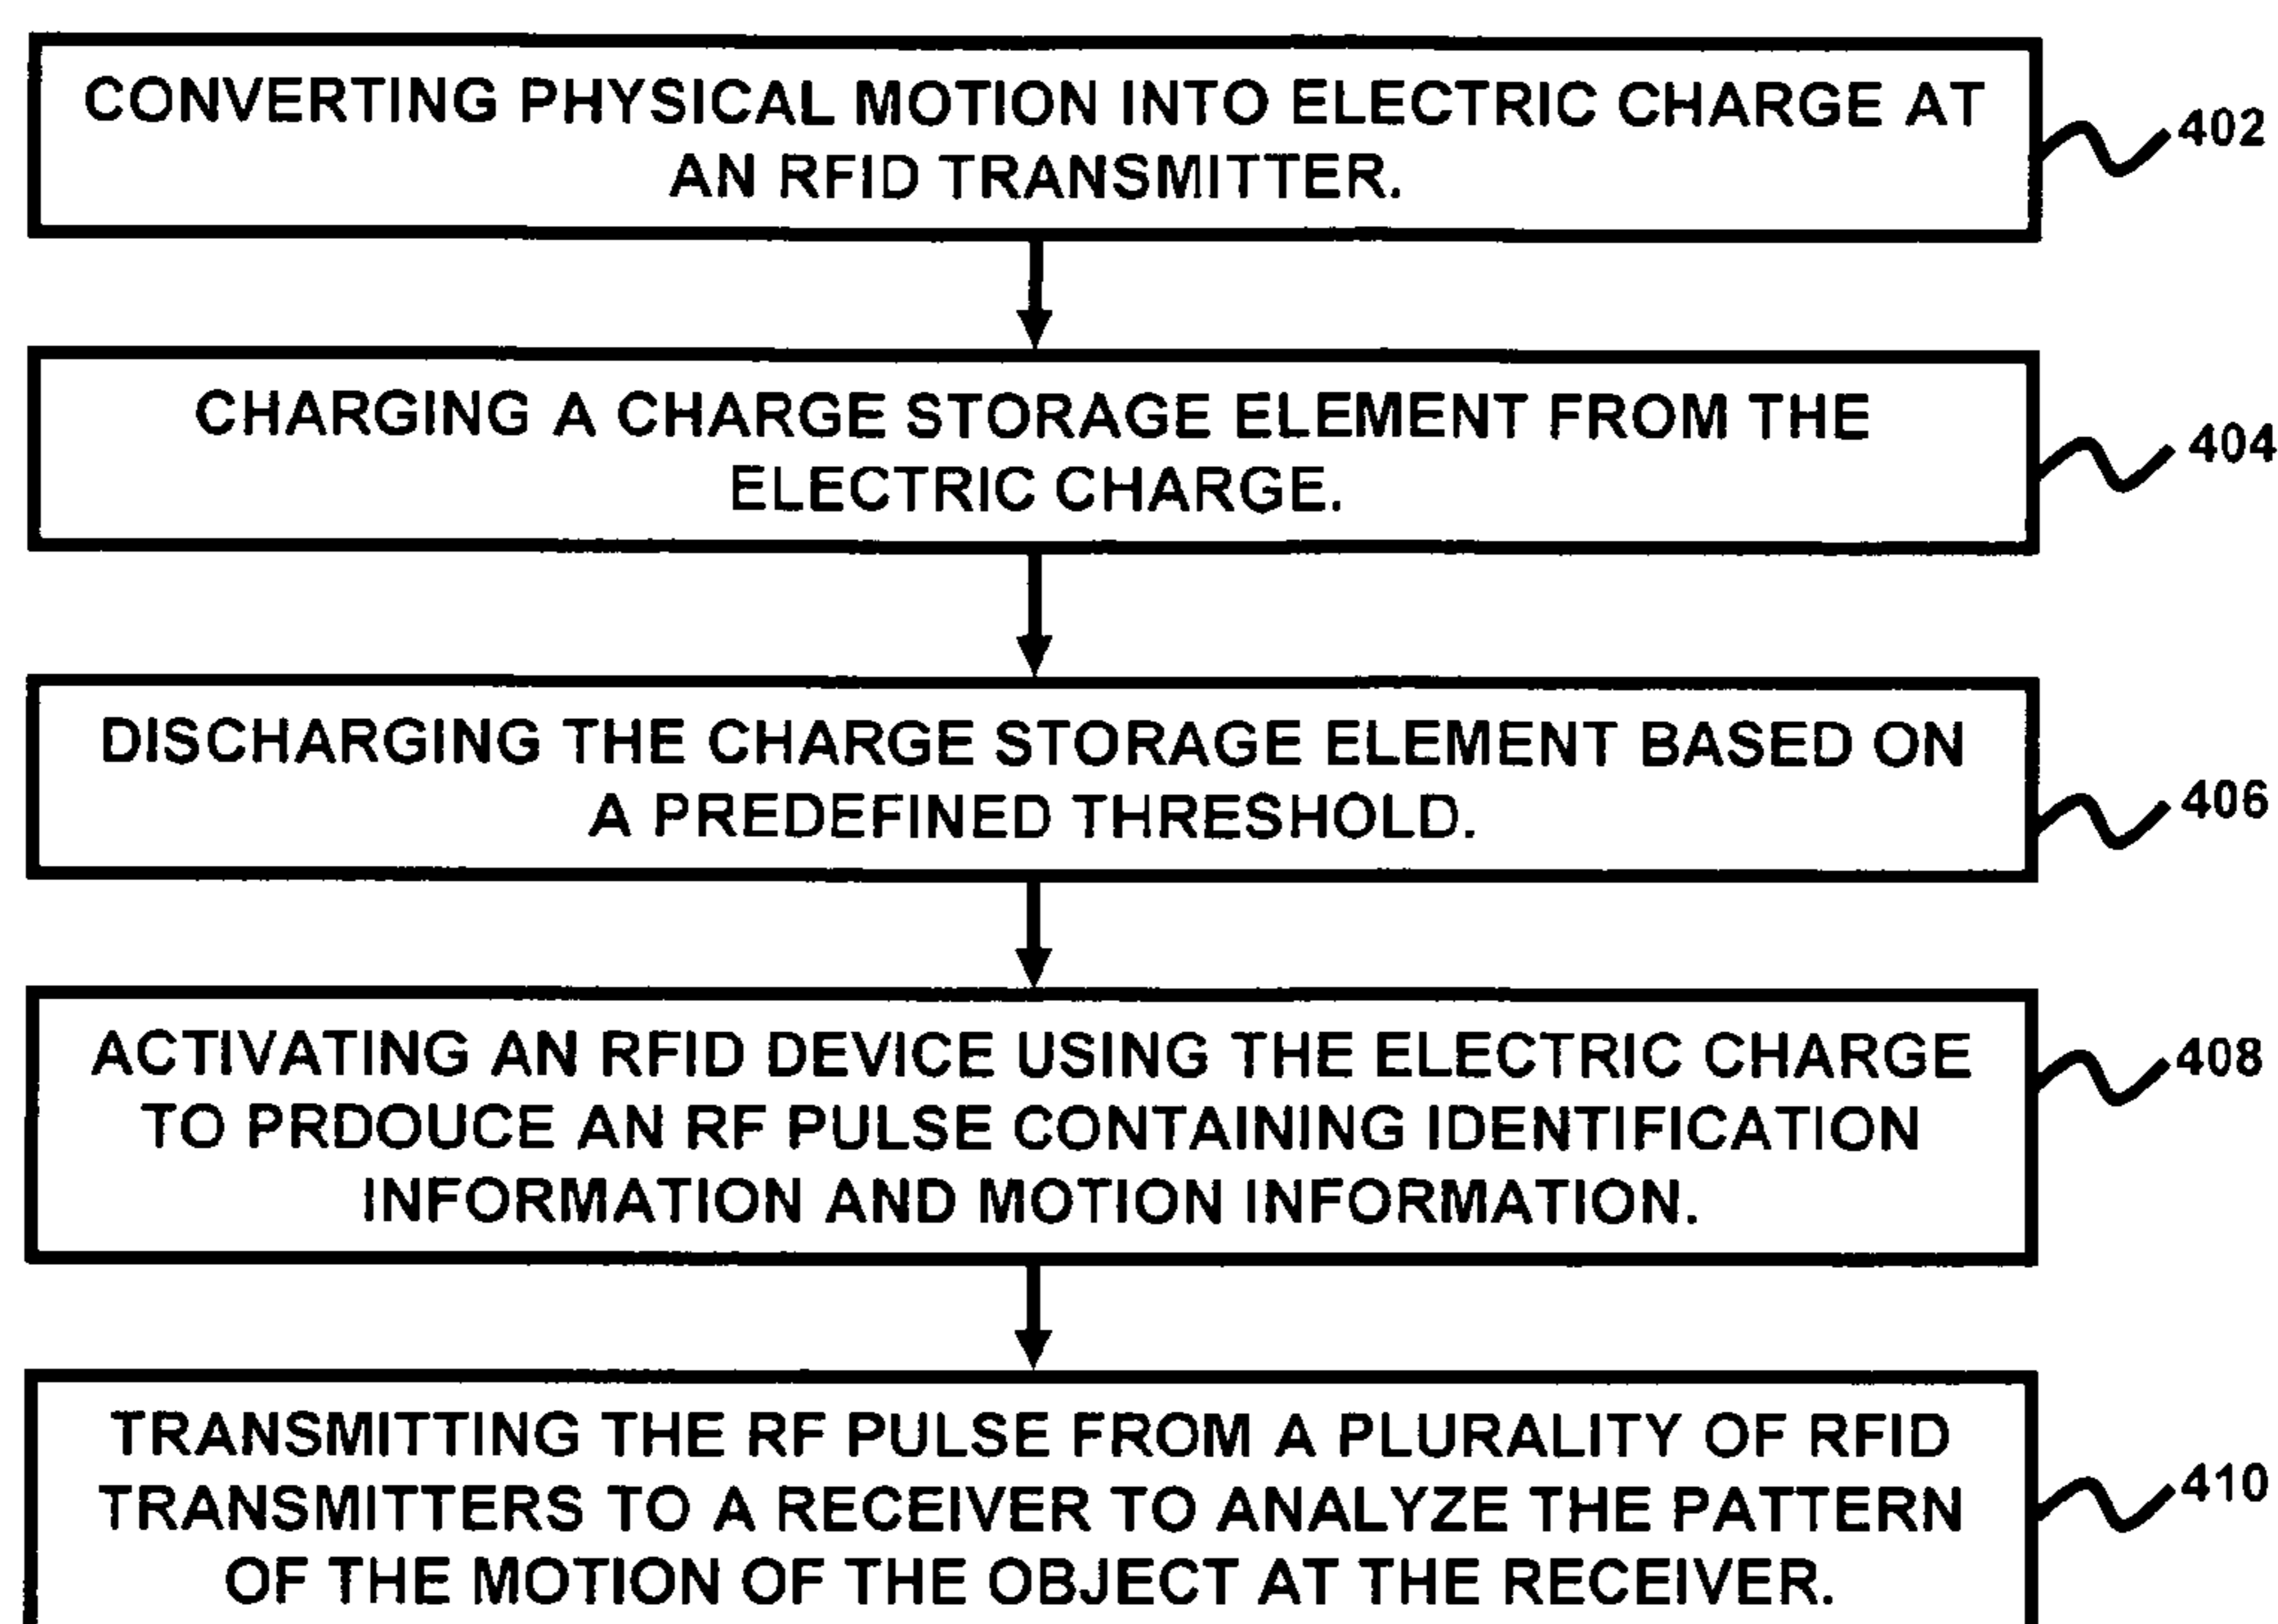 CONVERTING PHYSICAL MOTION INTO ELECTRIC CHARGE AT
AN RFID TRANSMITTER.
402
CHARGING A CHARGE STORAGE ELEMENT FROM THE
ELECTRIC CHARGE.
404
DISCHARGING THE CHARGE STORAGE ELEMENT BASED ON
A PREDEFINED THRESHOLD.
406
ACTIVATING AN RFID DEVICE USING THE ELECTRIC CHARGE
TO PRDOUCE AN RF PULSE CONTAINING IDENTIFICATION
INFORMATION AND MOTION INFORMATION.
408
TRANSMITTING THE RF PULSE FROM A PLURALITY OF RFID
TRANSMITTERS TO A RECEIVER TO ANALYZE THE PATTERN
OF THE MOTION OF THE OBJECT AT THE RECEIVER.
410